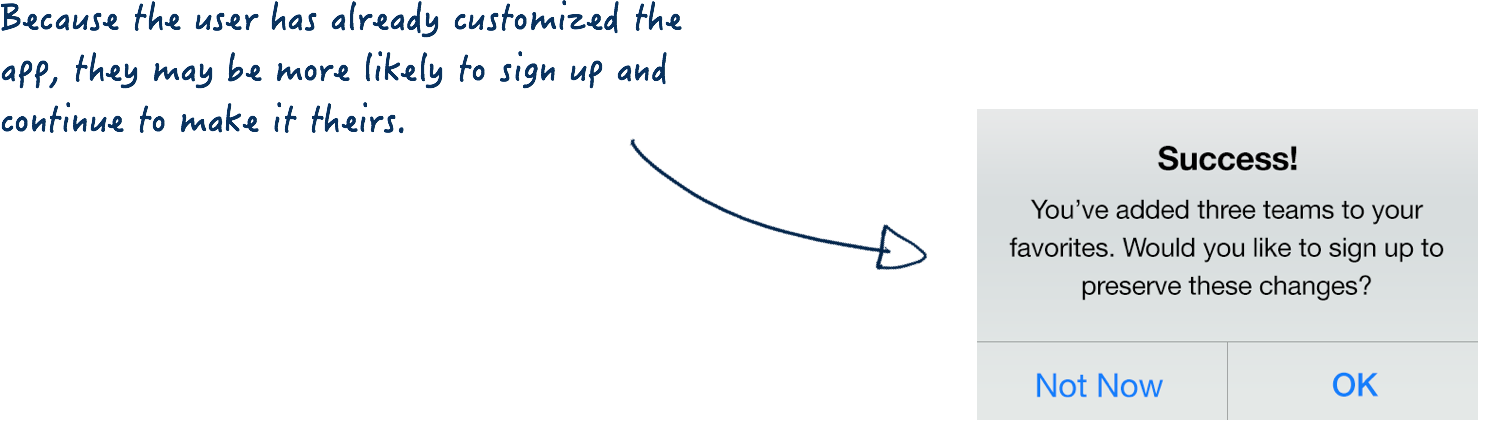 Because the user has already customized the
app, they may be more likely to sign up and
continue to make it theirs.
Success!
You’ve added three teams to your
favorites. Would you like to sign up to
preserve these changes?
Not Now
OK